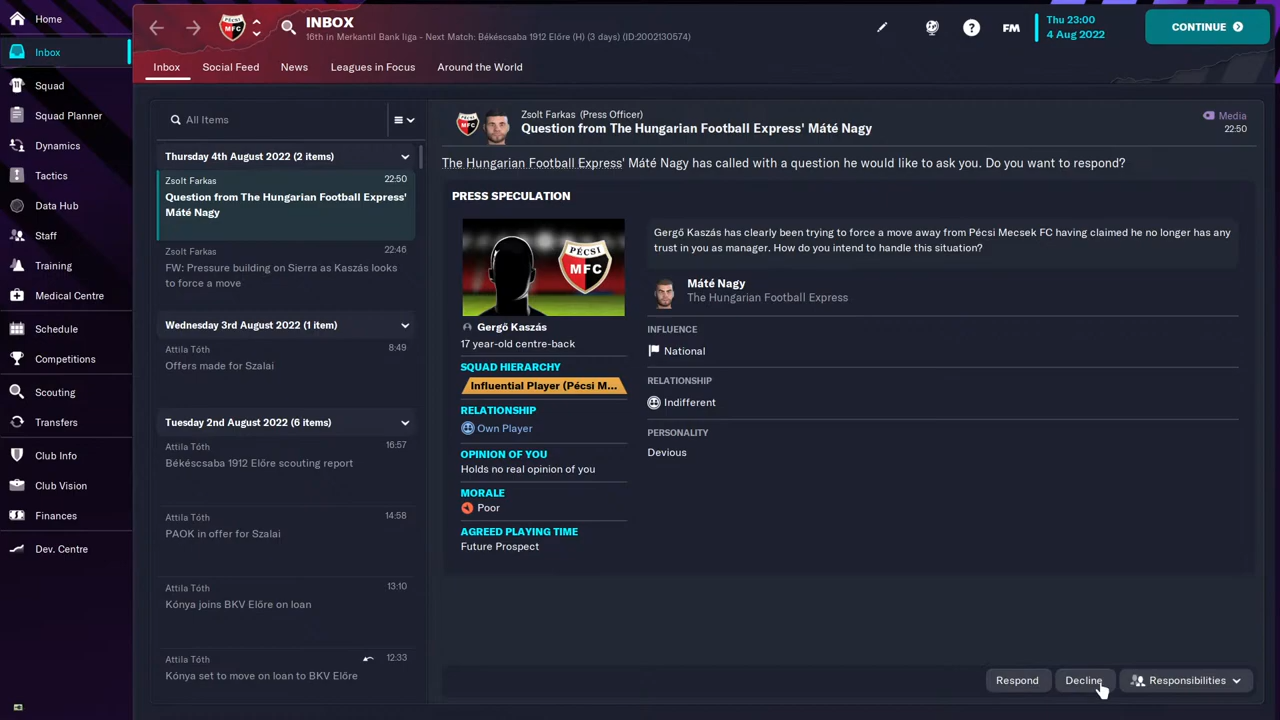 Home
Inbox
Squad
Squad Planner
Dynamics
Tactics
Data Hub
Staff
Training
Medical Centre
Schedule
Competitions
Scouting
Transfers
Club Info
Club Vision
Finances
Dev. Centre
PÉCSI
MFC
INBOX
16th in Merkantil Bank liga - Next Match: Békéscsaba 1912 Előre (H) (3 days) (ID:2002130574)
?
FM
Thu 23:00
4 Aug 2022
CONTINUE
Inbox
Social Feed
News
Leagues in Focus
Around the World
All Items
Thursday 4th August 2022 (2 items)
Zsolt Farkas
22:50
Question from The Hungarian Football Express'
Máté Nagy
Zsolt Farkas
22:46
FW: Pressure building on Sierra as Kaszás looks
to force a move
Wednesday 3rd August 2022 (1 item)
Attila Tóth
8:49
Offers made for Szalai
Tuesday 2nd August 2022 (6 items)
Attila Tóth
16:57
Békéscsaba 1912 Előre scouting report
Attila Tóth
14:58
PAOK in offer for Szalai
Attila Tóth
13:10
Kónya joins BKV Előre on loan
Attila Tóth
12:33
Kónya set to move on loan to BKV Előre
PÉCSI
MFC
Zsolt Farkas (Press Officer)
Question from The Hungarian Football Express' Máté Nagy
Media
22:50
The Hungarian Football Express' Máté Nagy has called with a question he would like to ask you. Do you want to respond?
PRESS SPECULATION
PÉCSI
MFC
Gergő Kaszás
17 year-old centre-back
SQUAD HIERARCHY
Influential Player (Pécsi M...
RELATIONSHIP
Own Player
OPINION OF YOU
Holds no real opinion of you
MORALE
Poor
AGREED PLAYING TIME
Future Prospect
Gergő Kaszás has clearly been trying to force a move away from Pécsi Mecsek FC having claimed he no longer has any
trust in you as manager. How do you intend to handle this situation?
Máté Nagy
The Hungarian Football Express
INFLUENCE
National
RELATIONSHIP
Indifferent
PERSONALITY
Devious
Respond
Decline
Responsibilities